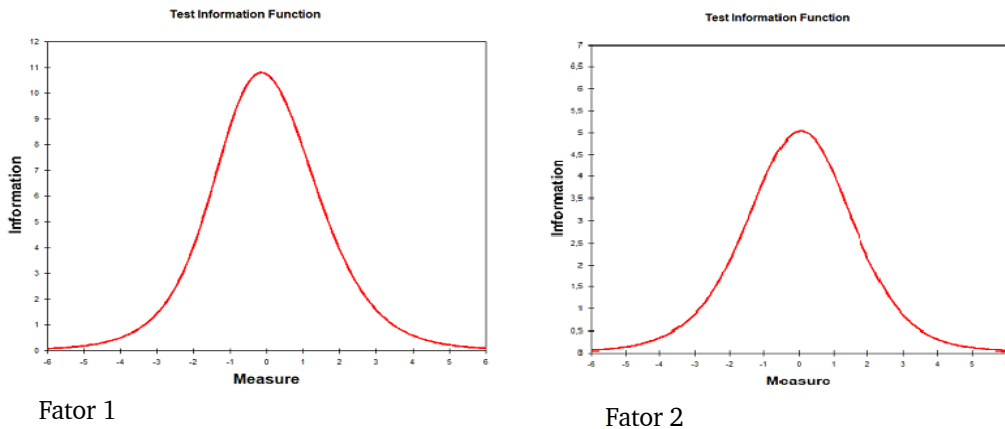 Test Information Function
12
11
10
9
8
7
6
5
4
3
2
1
0
Information
-6 -5 -4 -3 -2 -1 0 1 2 3 4 5 6
Measure
Fator 1
Test Information Function
7
6,5
6
5,5
5
4,5
4
3,5
3
2,5
2
1,5
1
0,5
0
Information
-6 -5 -4 -3 -2 -1 0 1 2 3 4 5
Measure
Fator 2